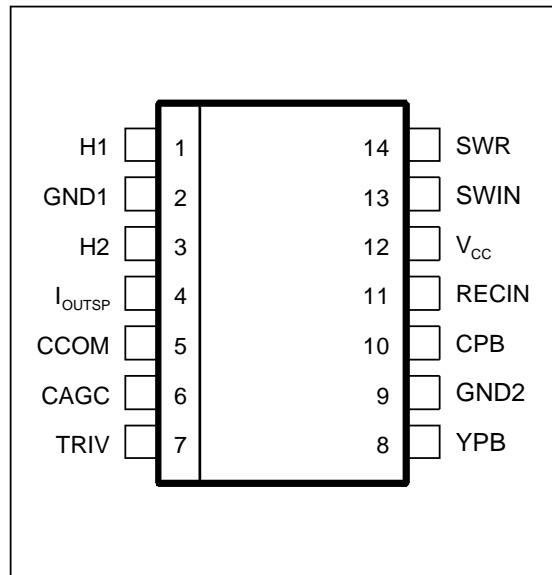 H1 1 14 SWR
GND1 2 13 SWIN
H2 3 12 VCC
IOUTSP 4 11 RECIN
CCOM 5 10 CPB
CAGC 6 9 GND2
TRIV 7 8 YPB